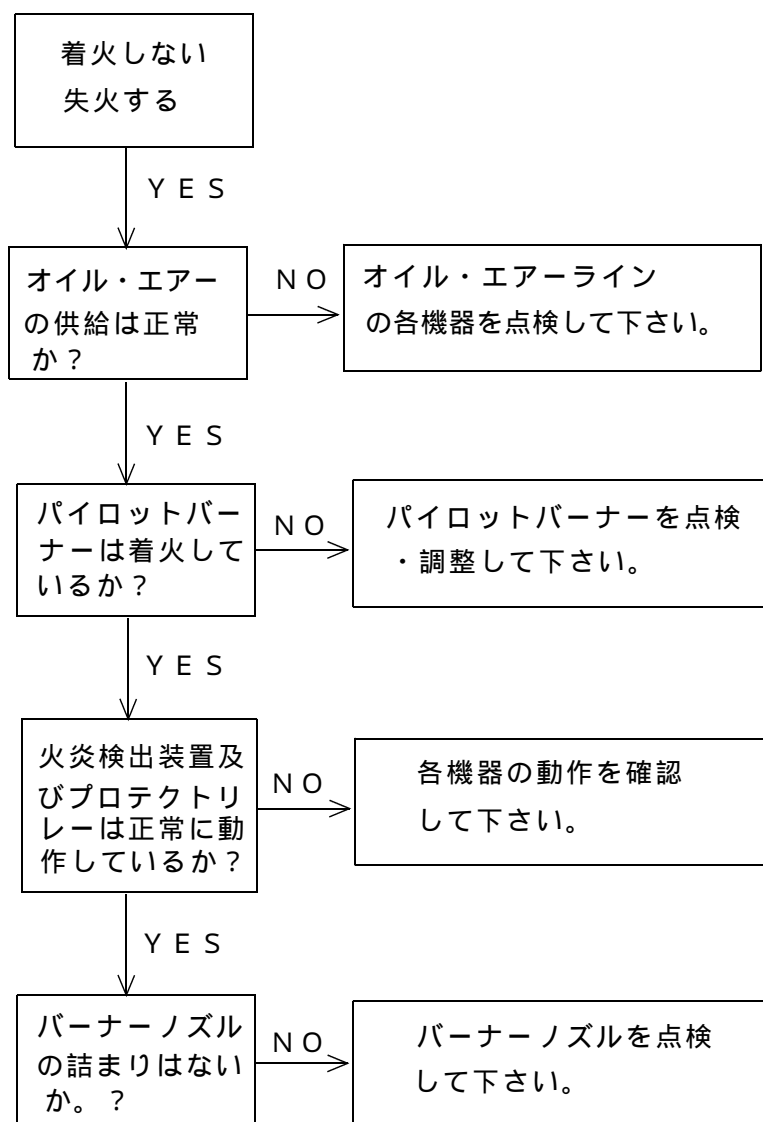 着火しない
失火する
ＹＥＳ
オイル・エアー
の供給は正常
か？
ＮＯ
オイル・エアーライン
の各機器を点検して下さい。
ＹＥＳ
パイロットバー
ナーは着火して
いるか？
ＮＯ
パイロットバーナーを点検
・調整して下さい。
ＹＥＳ
火炎検出装置及
びプロテクトリ
レーは正常に動
作しているか？
ＮＯ
各機器の動作を確認
して下さい。
ＹＥＳ
バーナーノズル
の詰まりはない
か。？
ＮＯ
バーナーノズルを点検
して下さい。